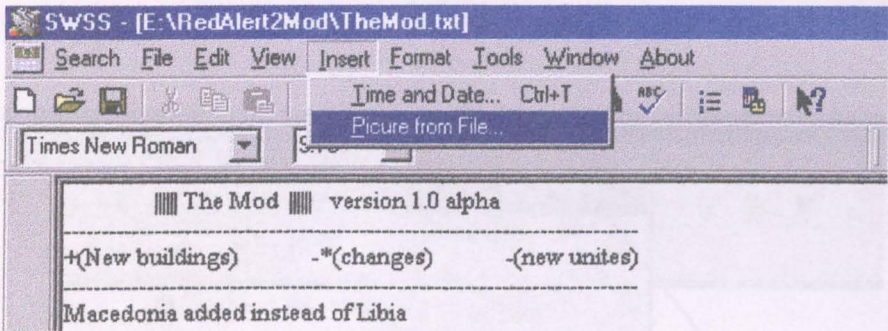 SWSS - [E:\RedAlert2Mod\TheMod.txt]
Search File Edit View Insert Format Tools Window About
Time and Date... Ctrl+T
ABC
Picure from File...
Times New Roman
The Mod version 1.0 alpha
+(New buildings) -*(changes) -(new unites)
Macedonia added instead of Libia